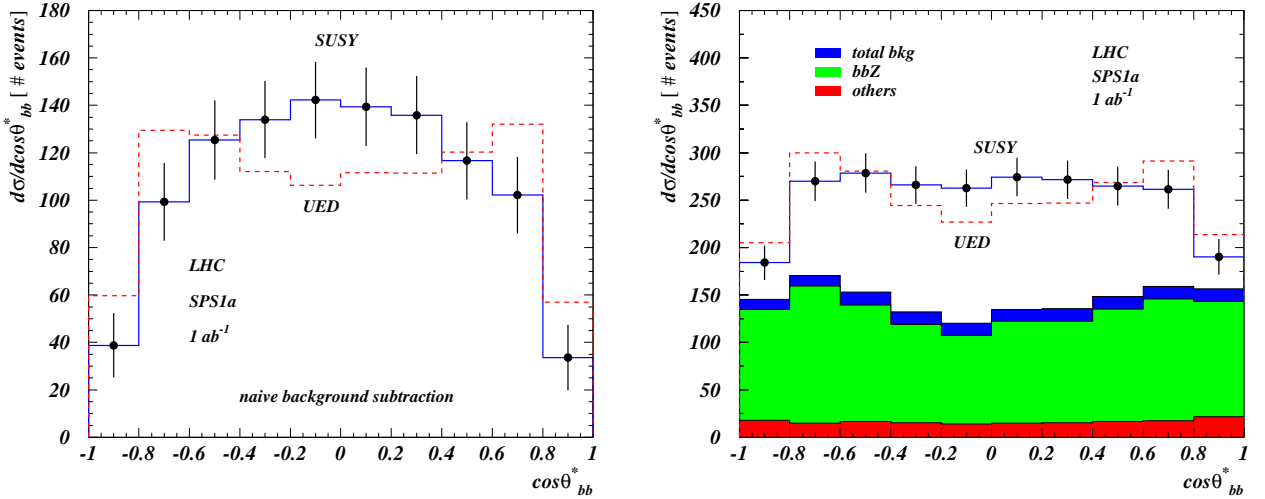 dσ/dcosθ*bb [ # events ]
180
160
140
120
100
80
60
40
20
0
SUSY
UED
LHC
SPS1a
1 ab-1
naive background subtraction
-1 -0.8 -0.6 -0.4 -0.2 0 0.2 0.4 0.6 0.8 1
cosθ*bb
dσ/dcosθ*bb [ # events ]
450
400
350
300
250
200
150
100
50
0
total bkg
bbZ
others
LHC
SPS1a
1 ab-1
SUSY
UED
-1 -0.8 -0.6 -0.4 -0.2 0 0.2 0.4 0.6 0.8 1
cosθ*bb